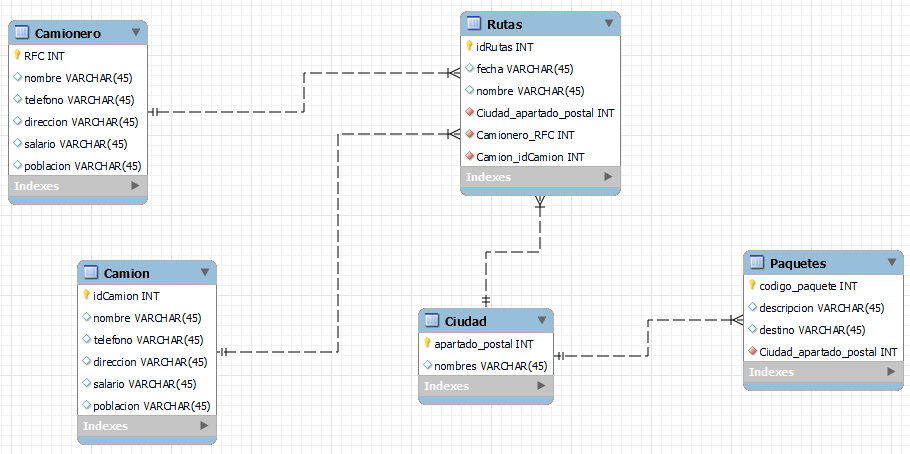 Camionero
RFC INT
nombre VARCHAR(45)
telefono VARCHAR(45)
direccion VARCHAR(45)
salario VARCHAR(45)
poblacion VARCHAR(45)
Indexes
Rutas
idRutas INT
fecha VARCHAR(45)
nombre VARCHAR(45)
Ciudad_apartado_postal INT
Camionero_RFC INT
Camion_idCamion INT
Indexes
Camion
idCamion INT
nombre VARCHAR(45)
telefono VARCHAR(45)
direccion VARCHAR(45)
salario VARCHAR(45)
poblacion VARCHAR(45)
Indexes
Ciudad
apartado_postal INT
nombres VARCHAR(45)
Indexes
Paquetes
codigo_paquete INT
descripcion VARCHAR(45)
destino VARCHAR(45)
Ciudad_apartado_postal INT
Indexes